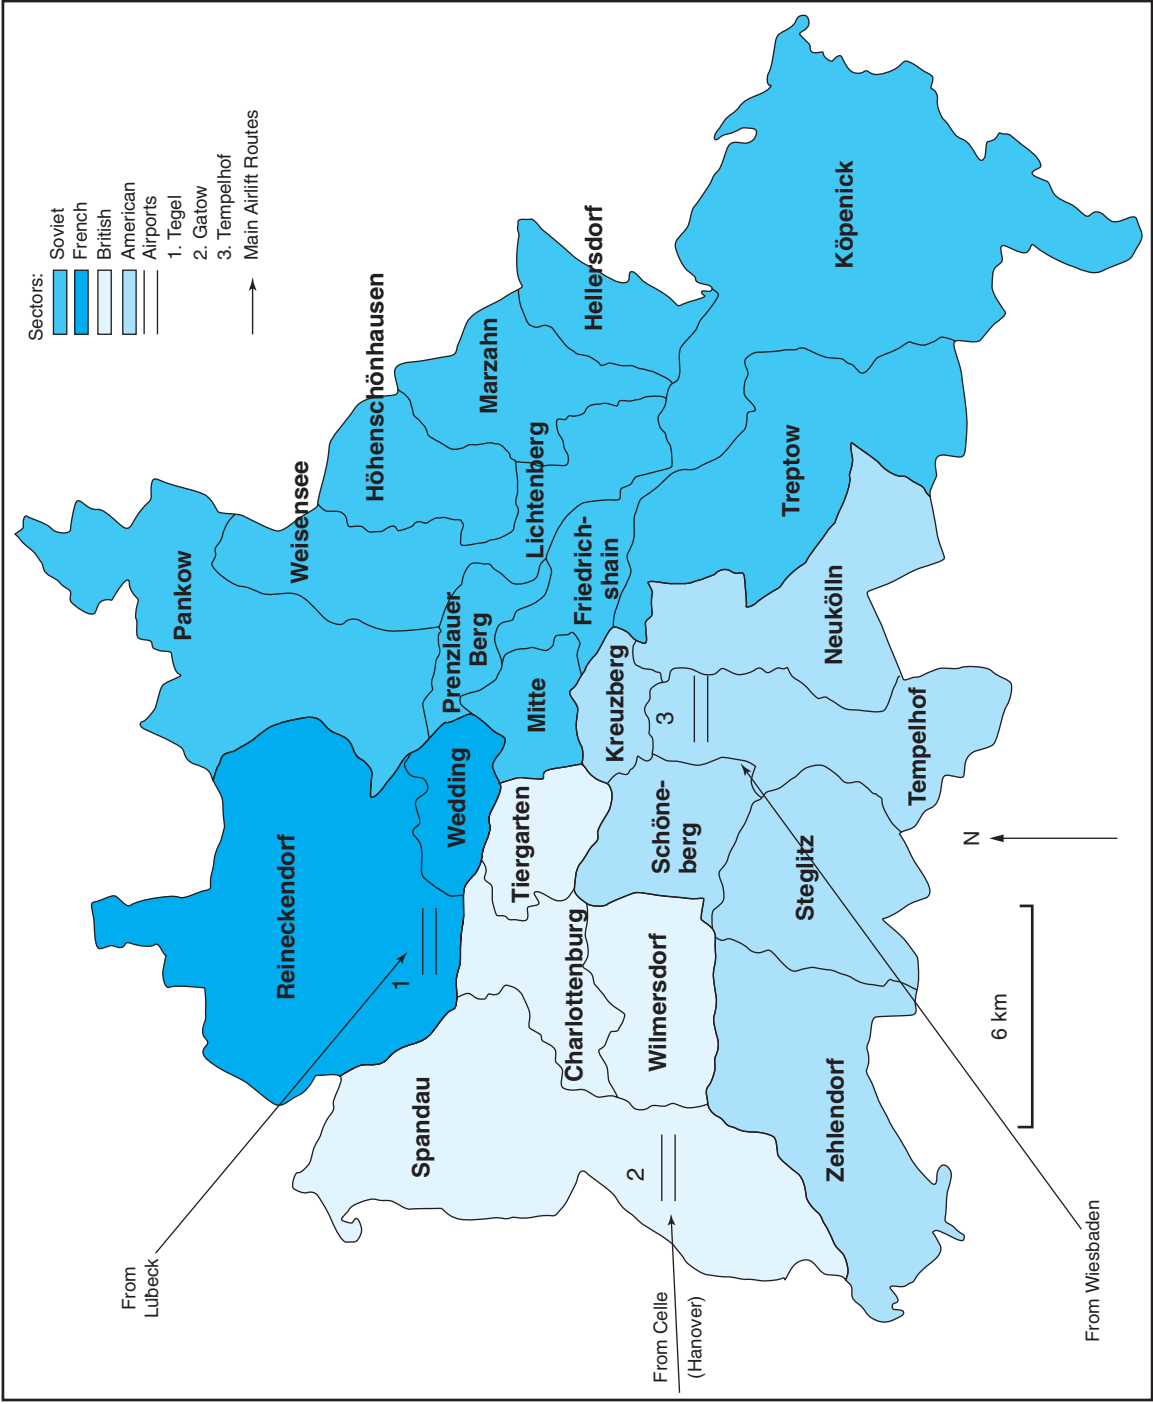 Sectors:
Soviet
French
British
American
Airports
1. Tegel
2. Gatow
3. Tempelhof
Main Airlift Routes
Pankow
Weisensee
Höhenschönhausen
Marzahn
Hellersdorf
Köpenick
Lichtenberg
Friedrich-
shain
Treptow
Prenzlauer
Berg
Mitte
Reineckendorf
Wedding
1
Tiergarten
Kreuzberg
3
Neukölln
Tempelhof
Schöne-
berg
Steglitz
Charlottenburg
Wilmersdorf
Spandau
2
Zehlendorf
From
Lübeck
From Celle
(Hanover)
From Wiesbaden
6 km
N